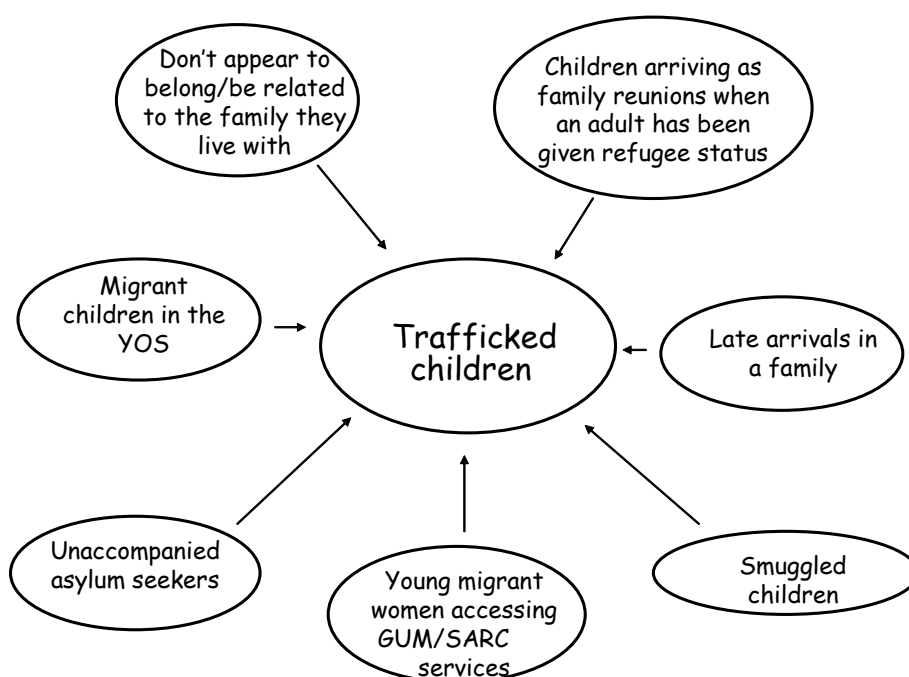 Don't appear to
belong/be related
to the family they
live with
Children arriving as
family reunions when
an adult has been
given refugee status
Migrant
children in the
YOS
Trafficked
children
Late arrivals in
a family
Unaccompanied
asylum seekers
Young migrant
women accessing
GUM/SARC
services
Smuggled
children